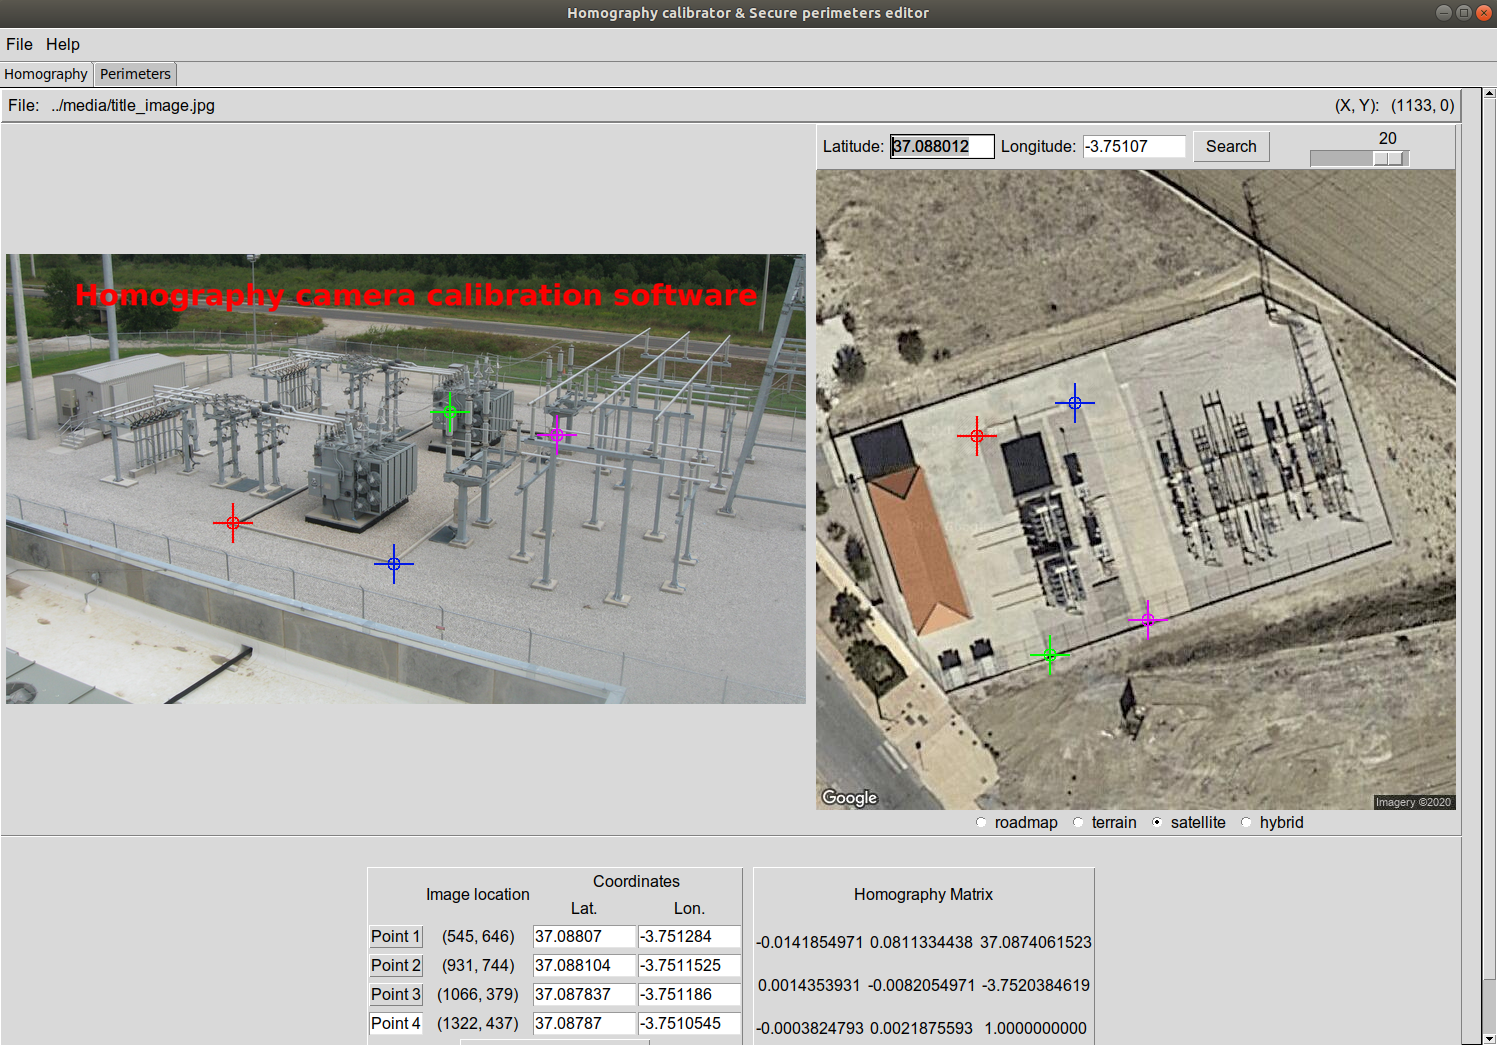 Homography calibrator & Secure perimeters editor
File Help
Homography Perimeters
File: ../media/title_image.jpg (X, Y): (1133, 0)
Latitude: 37.088012 Longitude: -3.75107 Search 20
Homography camera calibration software
Google
Imagery ©2020
roadmap terrain satellite hybrid
Image location Coordinates
Lat. Lon.
Point 1 (545, 646) 37.08807 -3.751284
Point 2 (931, 744) 37.088104 -3.7511525
Point 3 (1066, 379) 37.087837 -3.751186
Point 4 (1322, 437) 37.08787 -3.7510545
Homography Matrix
-0.0141854971 0.0811334438 37.0874061523
0.0014353931 -0.0082054971 -3.7520384619
-0.0003824793 0.0021875593 1.0000000000